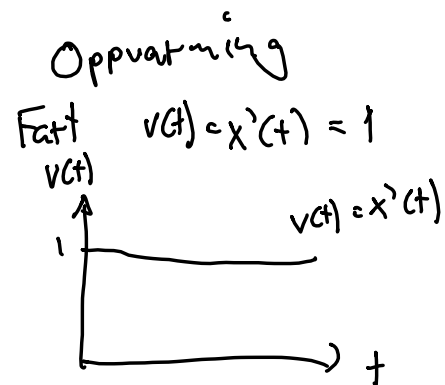 Oppvarming
Fart v(t) = x'(t) = 1
v(t)
v(t) = x'(t)
1
t